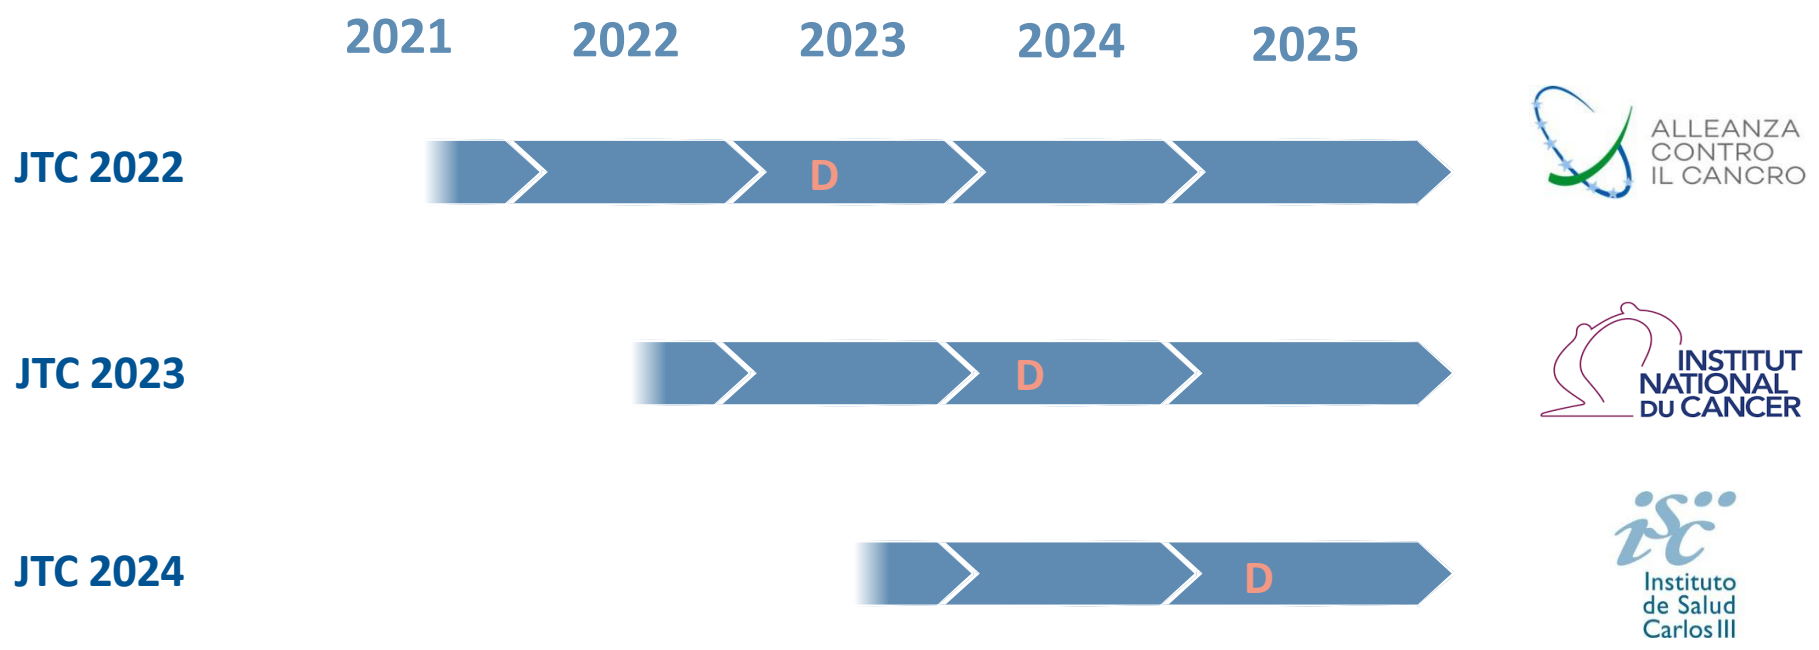 2021 2022 2023 2024 2025
JTC 2022
D
ALLEANZA
CONTRO
IL CANCRO
JTC 2023
D
INSTITUT
NATIONAL
DU CANCER
JTC 2024
D
isciii
Instituto
de Salud
Carlos III